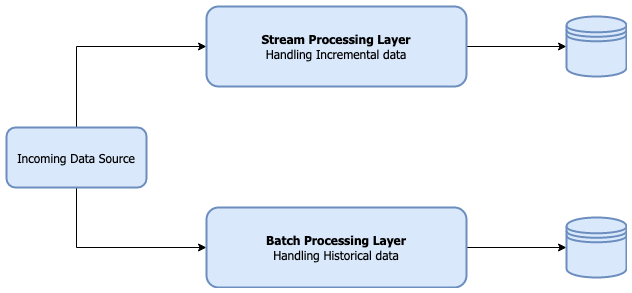 Stream Processing Layer
Handling Incremental data
Incoming Data Source
Batch Processing Layer
Handling Historical data